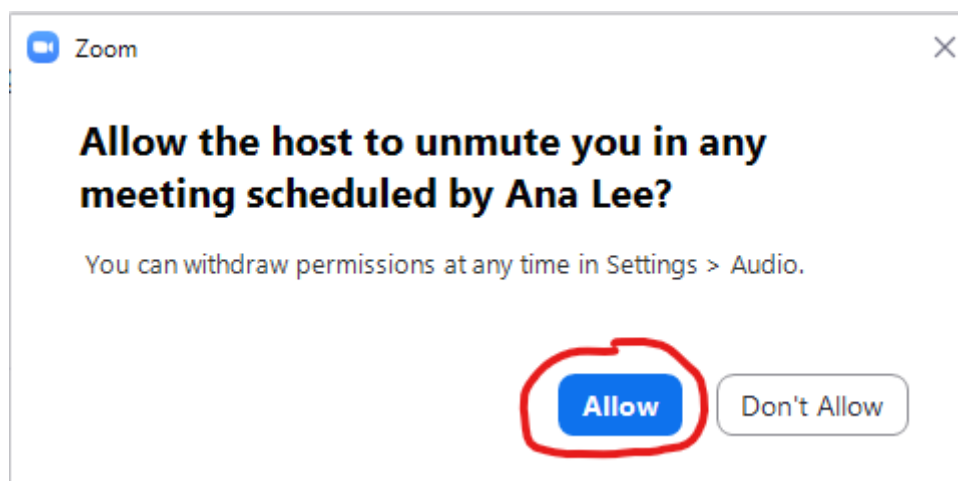 Zoom
Allow the host to unmute you in any
meeting scheduled by Ana Lee?
You can withdraw permissions at any time in Settings > Audio.
Allow Don't Allow